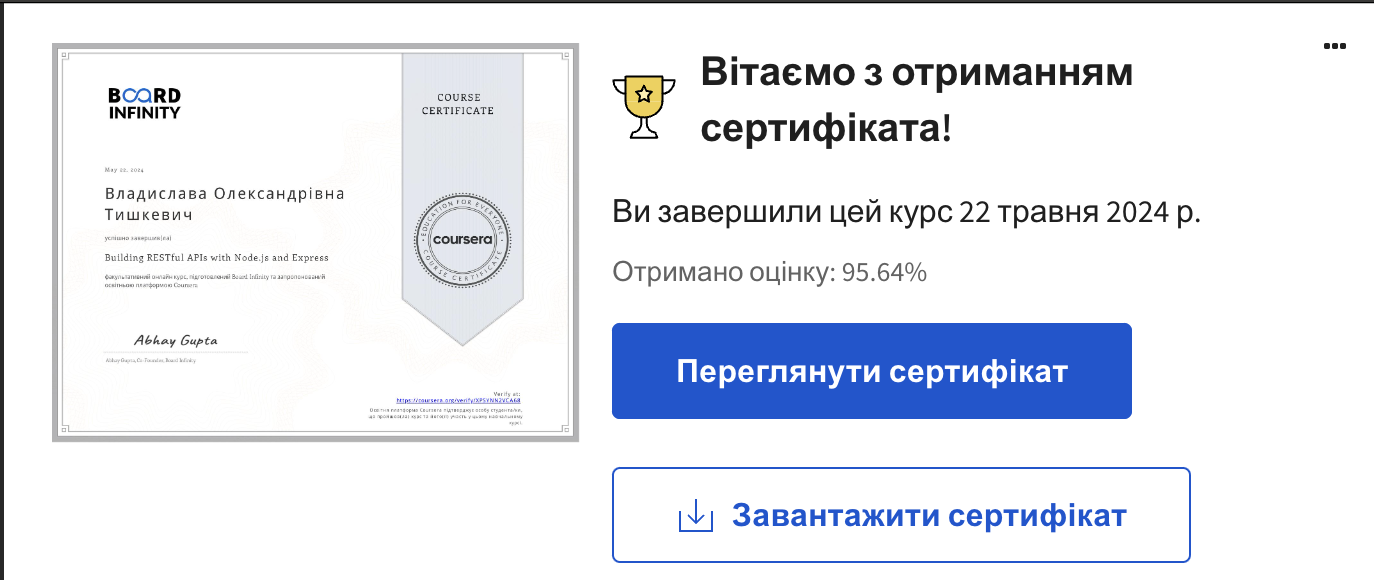 BOARD
INFINITY
COURSE
CERTIFICATE
May 22, 2024
Владислава Олександрівна
Тишкевич
успішно завершив(ла)
Building RESTful APIs with Node.js and Express
факультативний онлайн-курс, підготовлений Board Infinity та запропонований
освітньою платформою Coursera
EDUCATION FOR EVERYONE
coursera
COURSE CERTIFICATE
Abhay Gupta
Abhay Gupta, Co-Founder, Board Infinity
Verify at:
https://coursera.org/verify/XPSYNN2VCA68
Освітня платформа Coursera підтверджує особу студента/ки,
що пройшов(ла) курс та його/її участь у цьому навчальному
курсі.
Вітаємо з отриманням
сертифіката!
Ви завершили цей курс 22 травня 2024 р.
Отримано оцінку: 95.64%
Переглянути сертифікат
Завантажити сертифікат